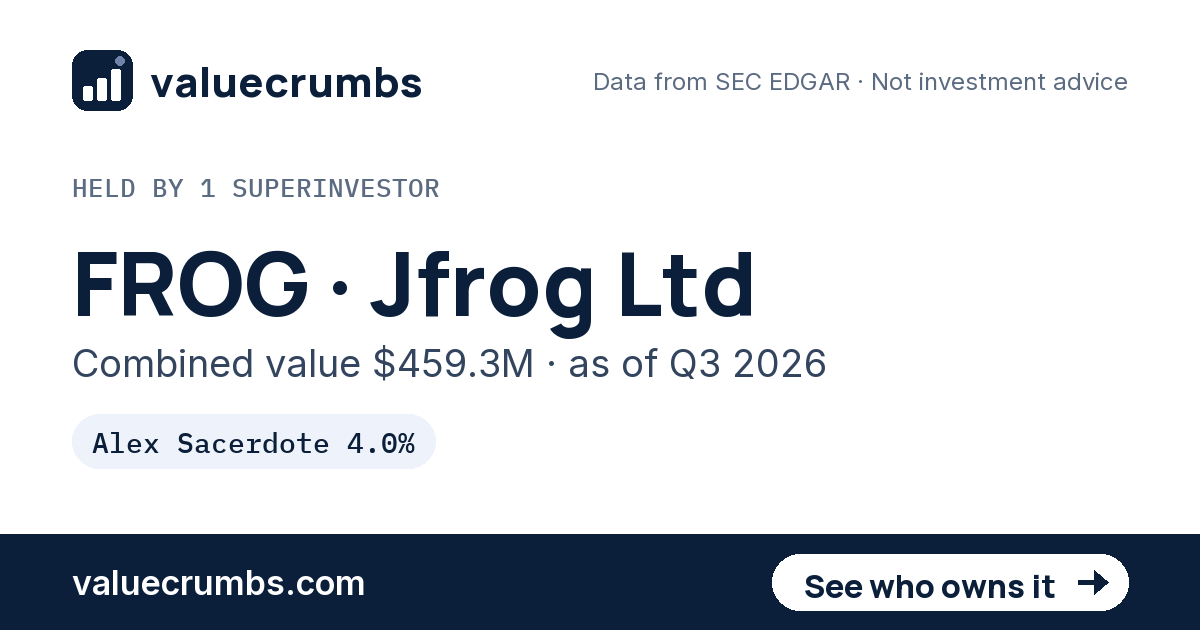 valuecrumbs
Data from SEC EDGAR · Not investment advice
HELD BY 1 SUPERINVESTOR
FROG · Jfrog Ltd
Combined value $459.3M · as of Q3 2026
Alex Sacerdote 4.0%
valuecrumbs.com
See who owns it →